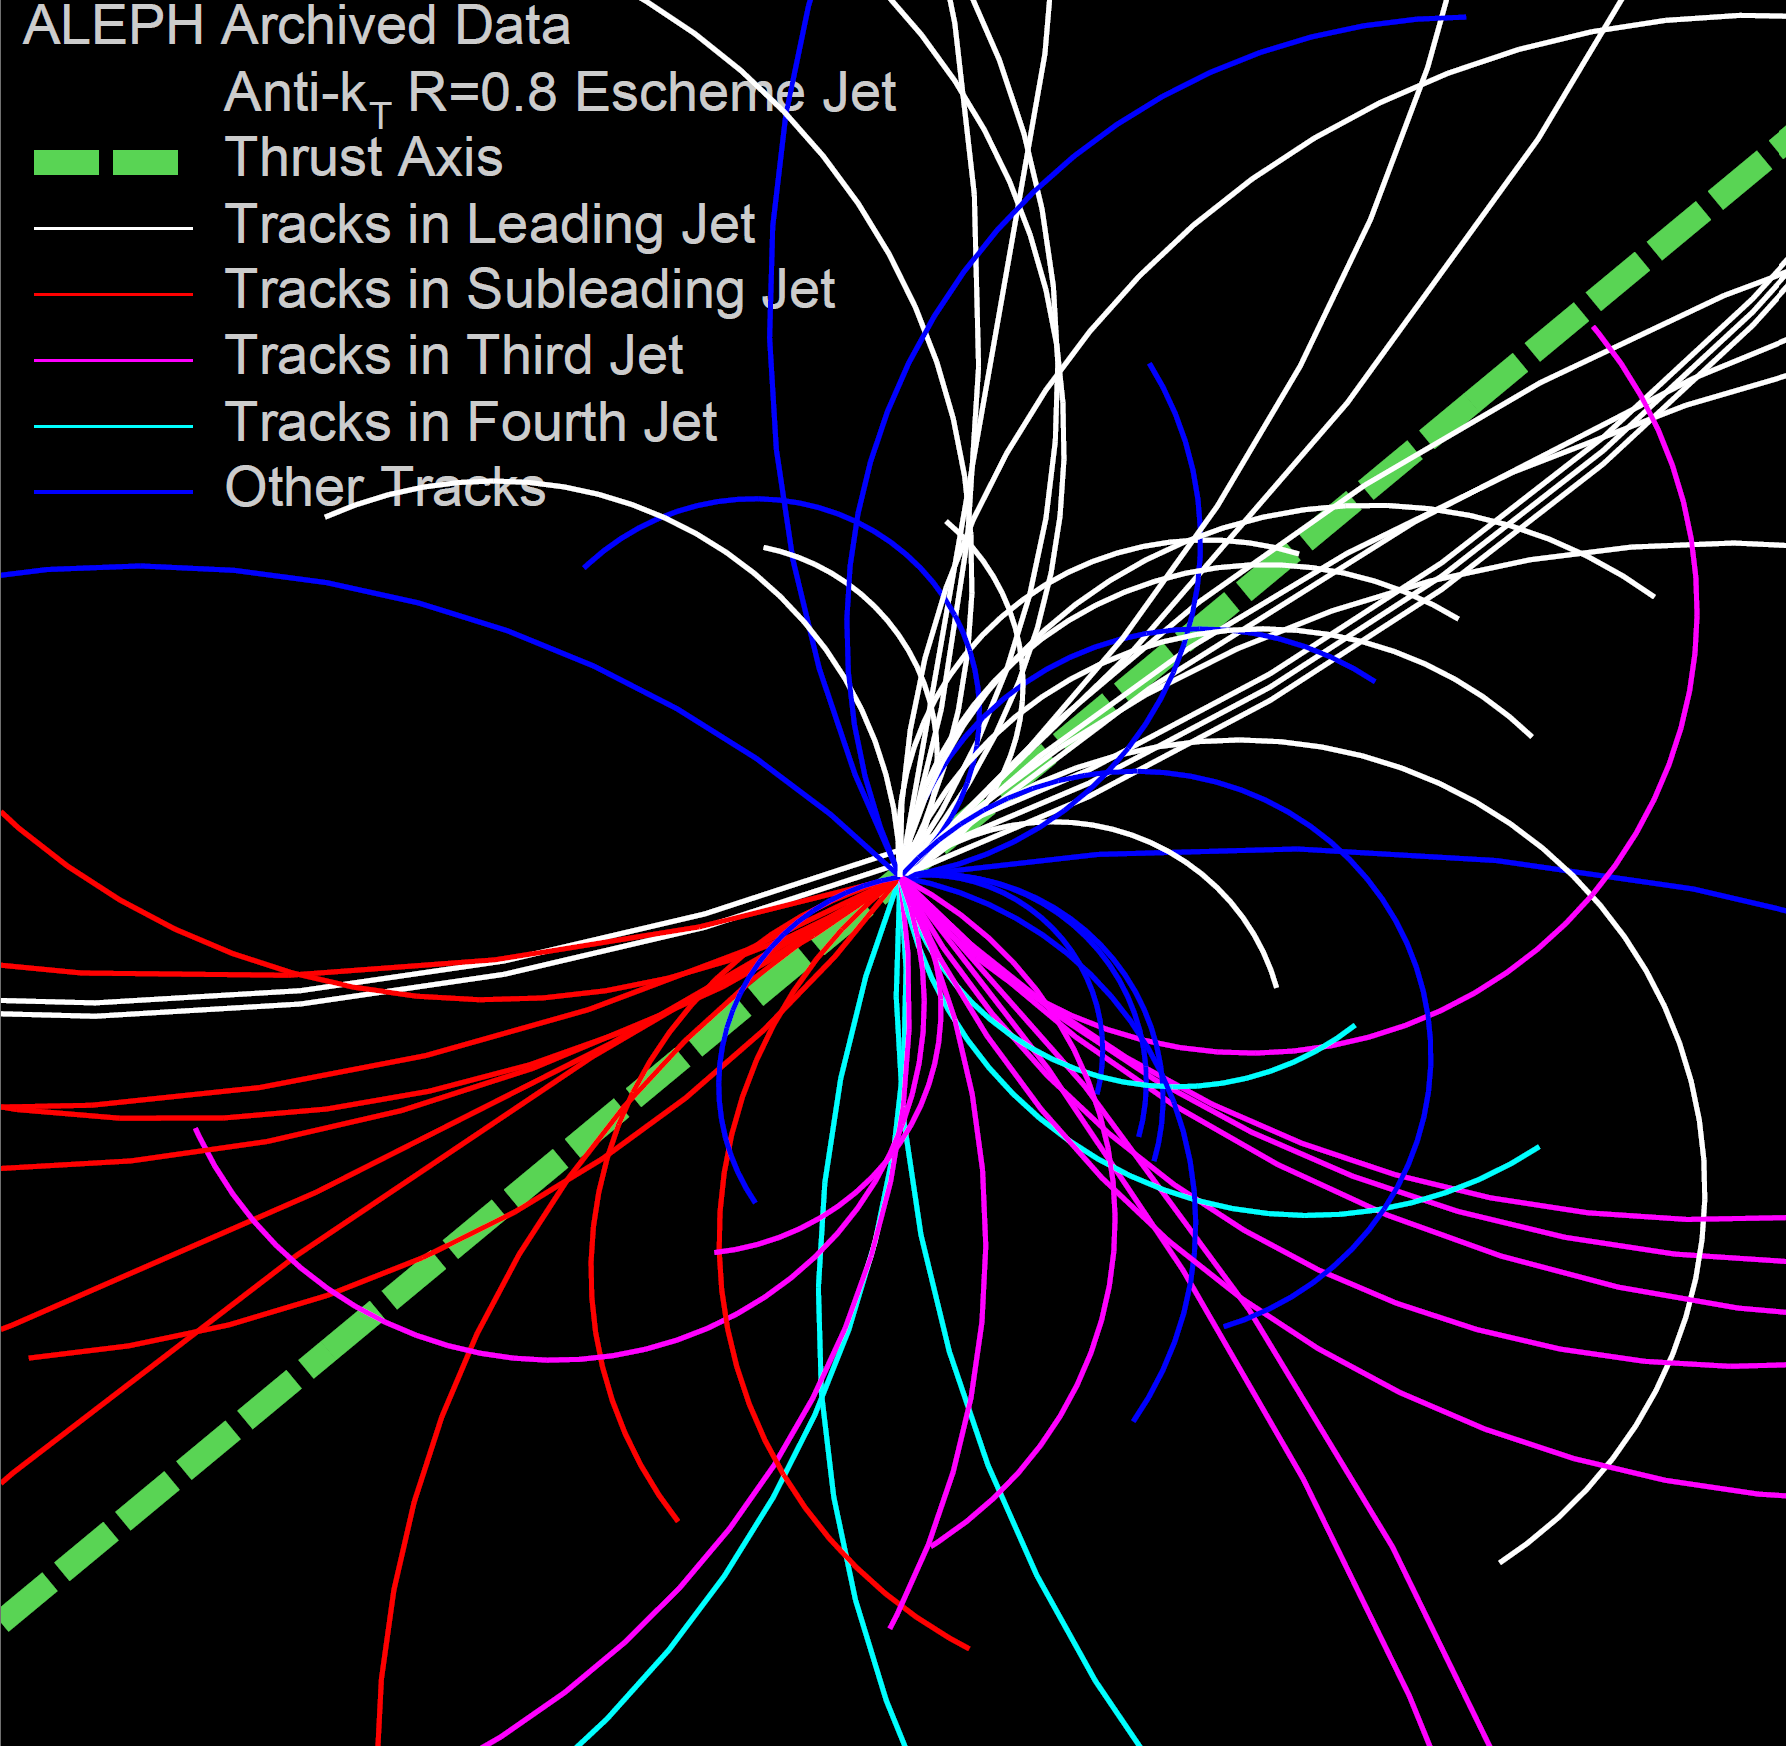 ALEPH Archived Data
Anti-kT R=0.8 Escheme Jet
Thrust Axis
Tracks in Leading Jet
Tracks in Subleading Jet
Tracks in Third Jet
Tracks in Fourth Jet
Other Tracks